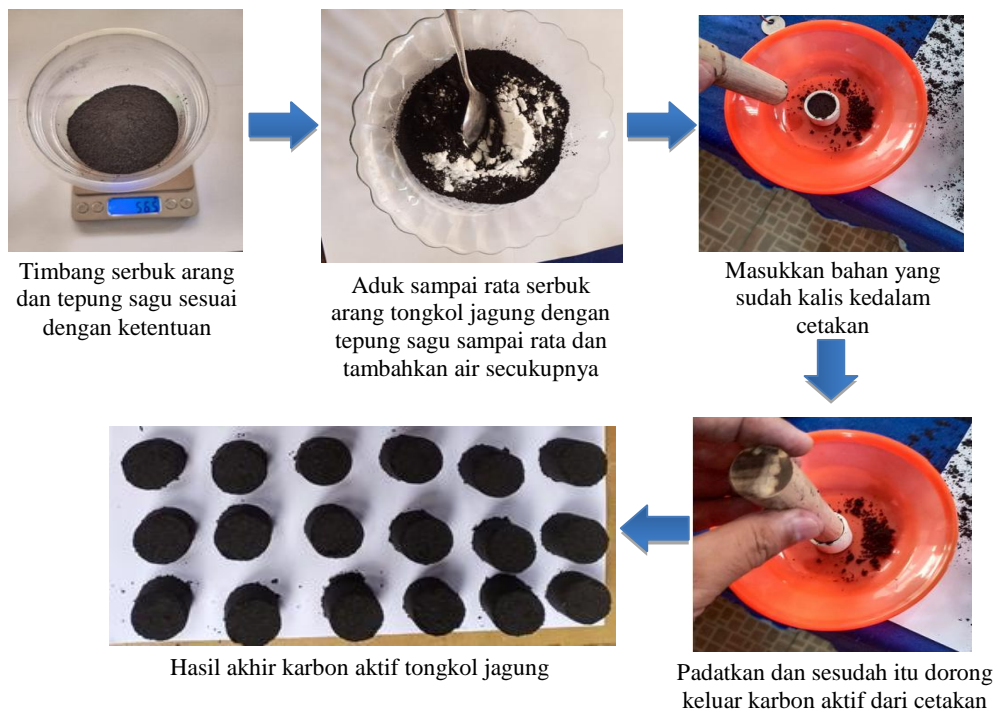 565
Timbang serbuk arang
dan tepung sagu sesuai
dengan ketentuan
Aduk sampai rata serbuk
arang tongkol jagung dengan
tepung sagu sampai rata dan
tambahkan air secukupnya
Masukkan bahan yang
sudah kalis kedalam
cetakan
Padatkan dan sesudah itu dorong
keluar karbon aktif dari cetakan
Hasil akhir karbon aktif tongkol jagung